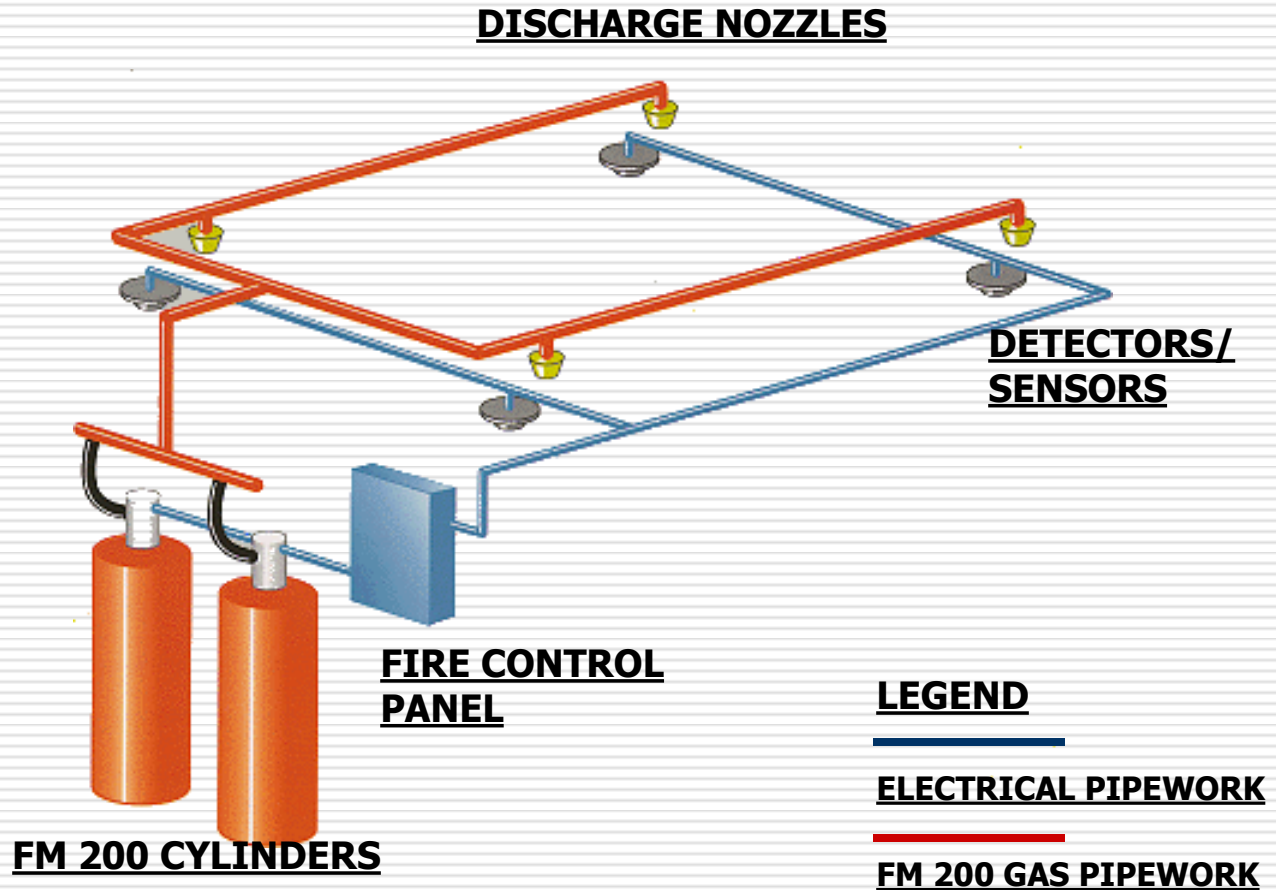 DISCHARGE NOZZLES
DETECTORS/
SENSORS
FIRE CONTROL
PANEL
LEGEND
ELECTRICAL PIPEWORK
FM 200 CYLINDERS
FM 200 GAS PIPEWORK